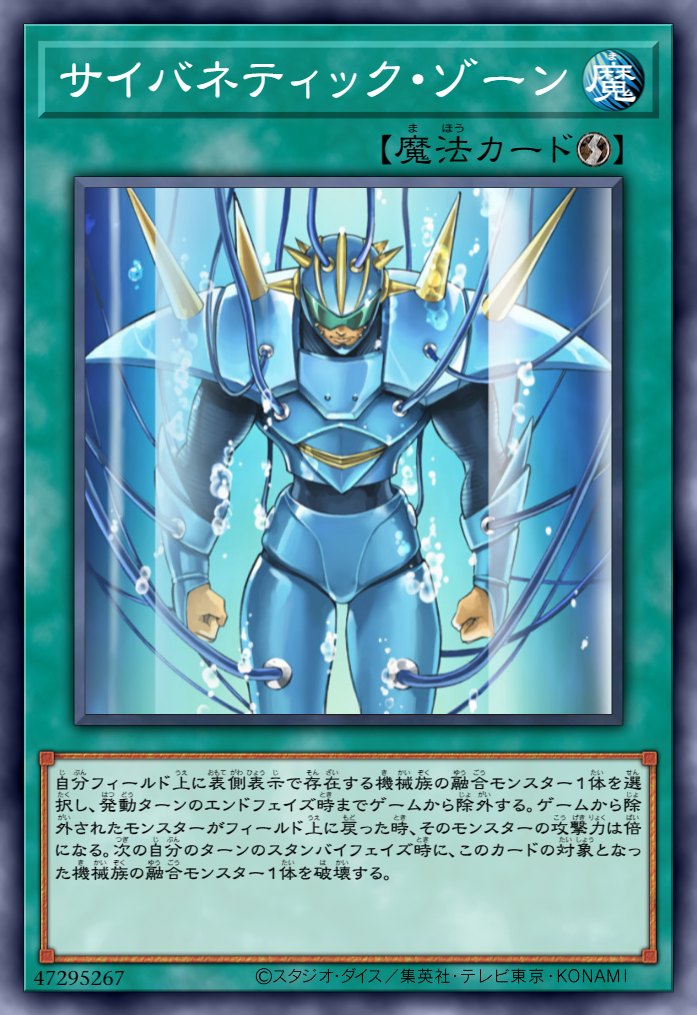 サイバネティック・ゾーン 魔
【魔法カード】
自分フィールド上に表側表示で存在する機械族の融合モンスター1体を選
択し、発動ターンのエンドフェイズ時までゲームから除外する。ゲームから除
外されたモンスターがフィールド上に戻った時、そのモンスターの攻撃力は倍
になる。次の自分のターンのスタンバイフェイズ時に、このカードの対象となっ
た機械族の融合モンスター1体を破壊する。
47295267 ©スタジオ・ダイス／集英社・テレビ東京・KONAMI